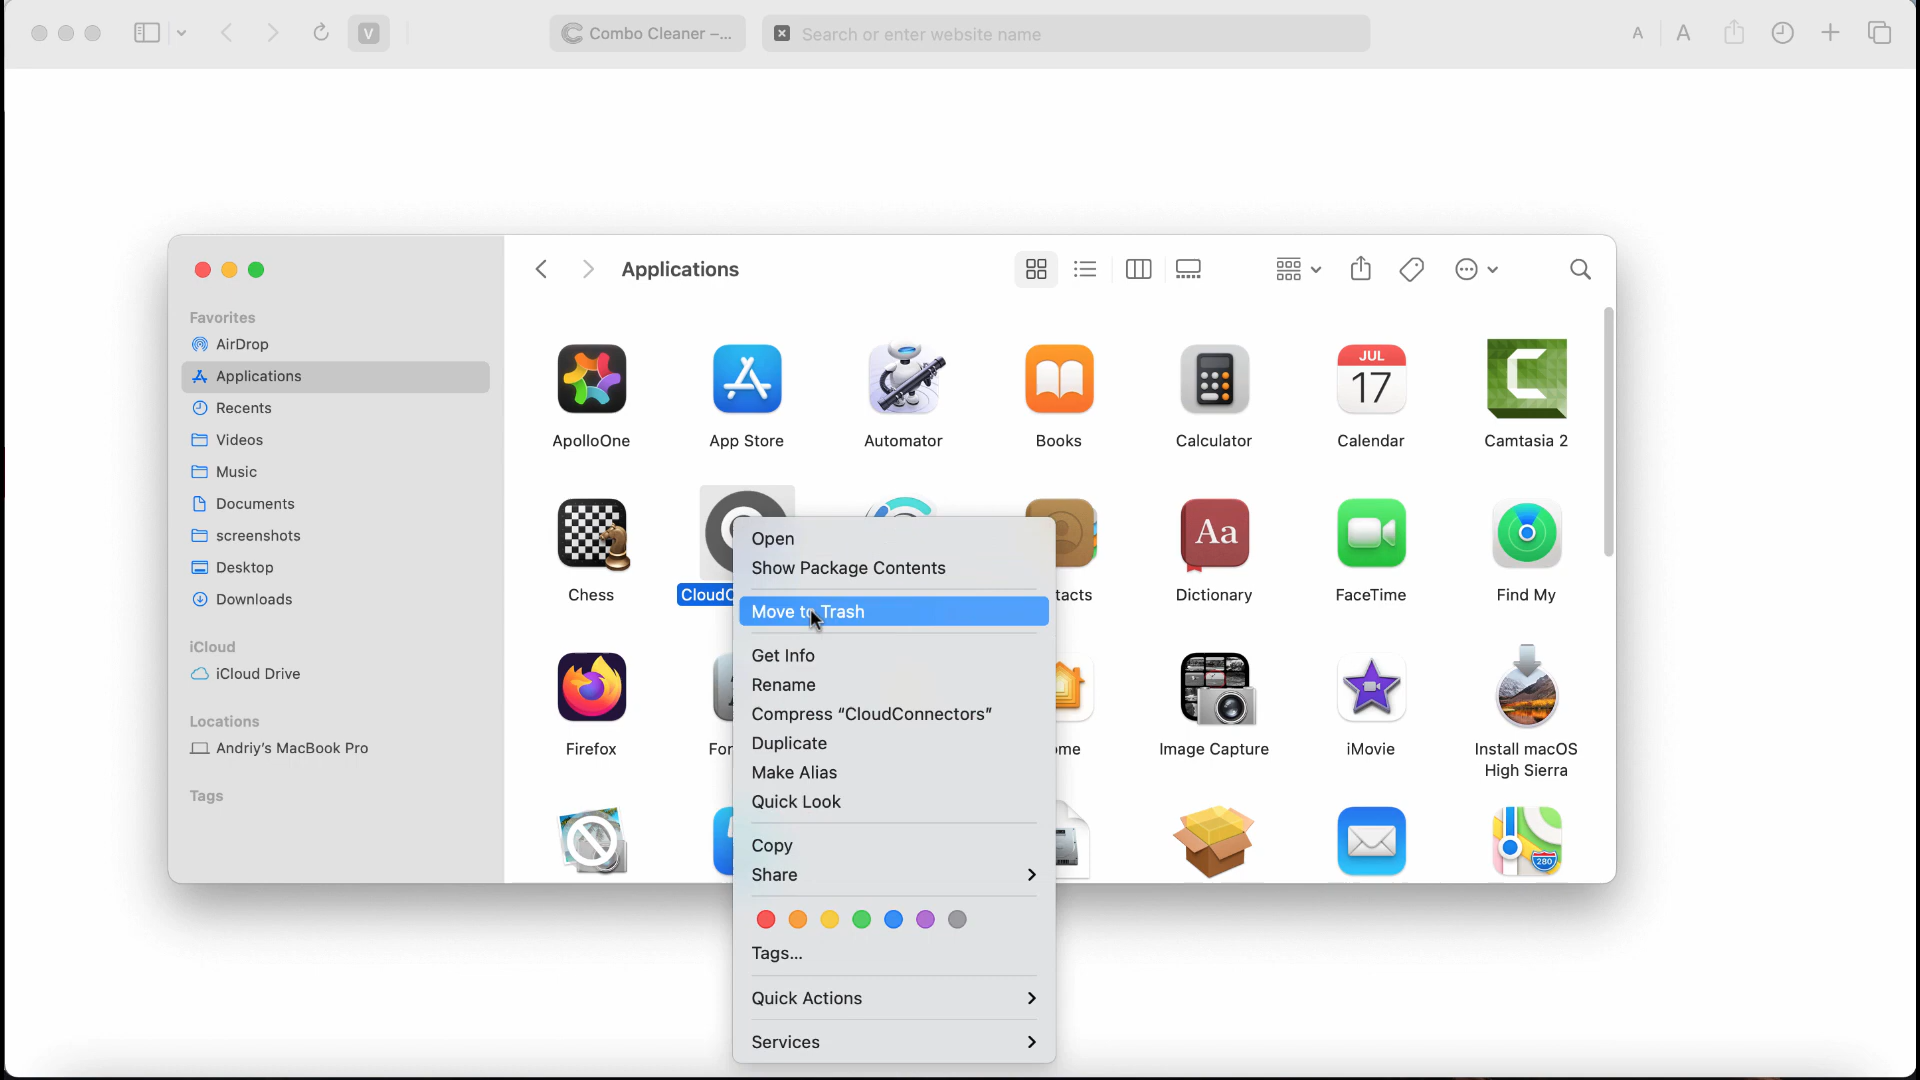 V
Combo Cleaner –...
Search or enter website name
A
A
Applications
Favorites
AirDrop
Applications
Recents
Videos
Music
Documents
screenshots
Desktop
Downloads
iCloud
iCloud Drive
Locations
Andriy's MacBook Pro
Tags
JUL
17
ApolloOne
App Store
Automator
Books
Calculator
Calendar
Camtasia 2
Aa
Chess
CloudC
tacts
Dictionary
FaceTime
Find My
Firefox
For
me
Image Capture
iMovie
Install macOS
High Sierra
280
Open
Show Package Contents
Move to Trash
Get Info
Rename
Compress “CloudConnectors”
Duplicate
Make Alias
Quick Look
Copy
Share
Tags...
Quick Actions
Services